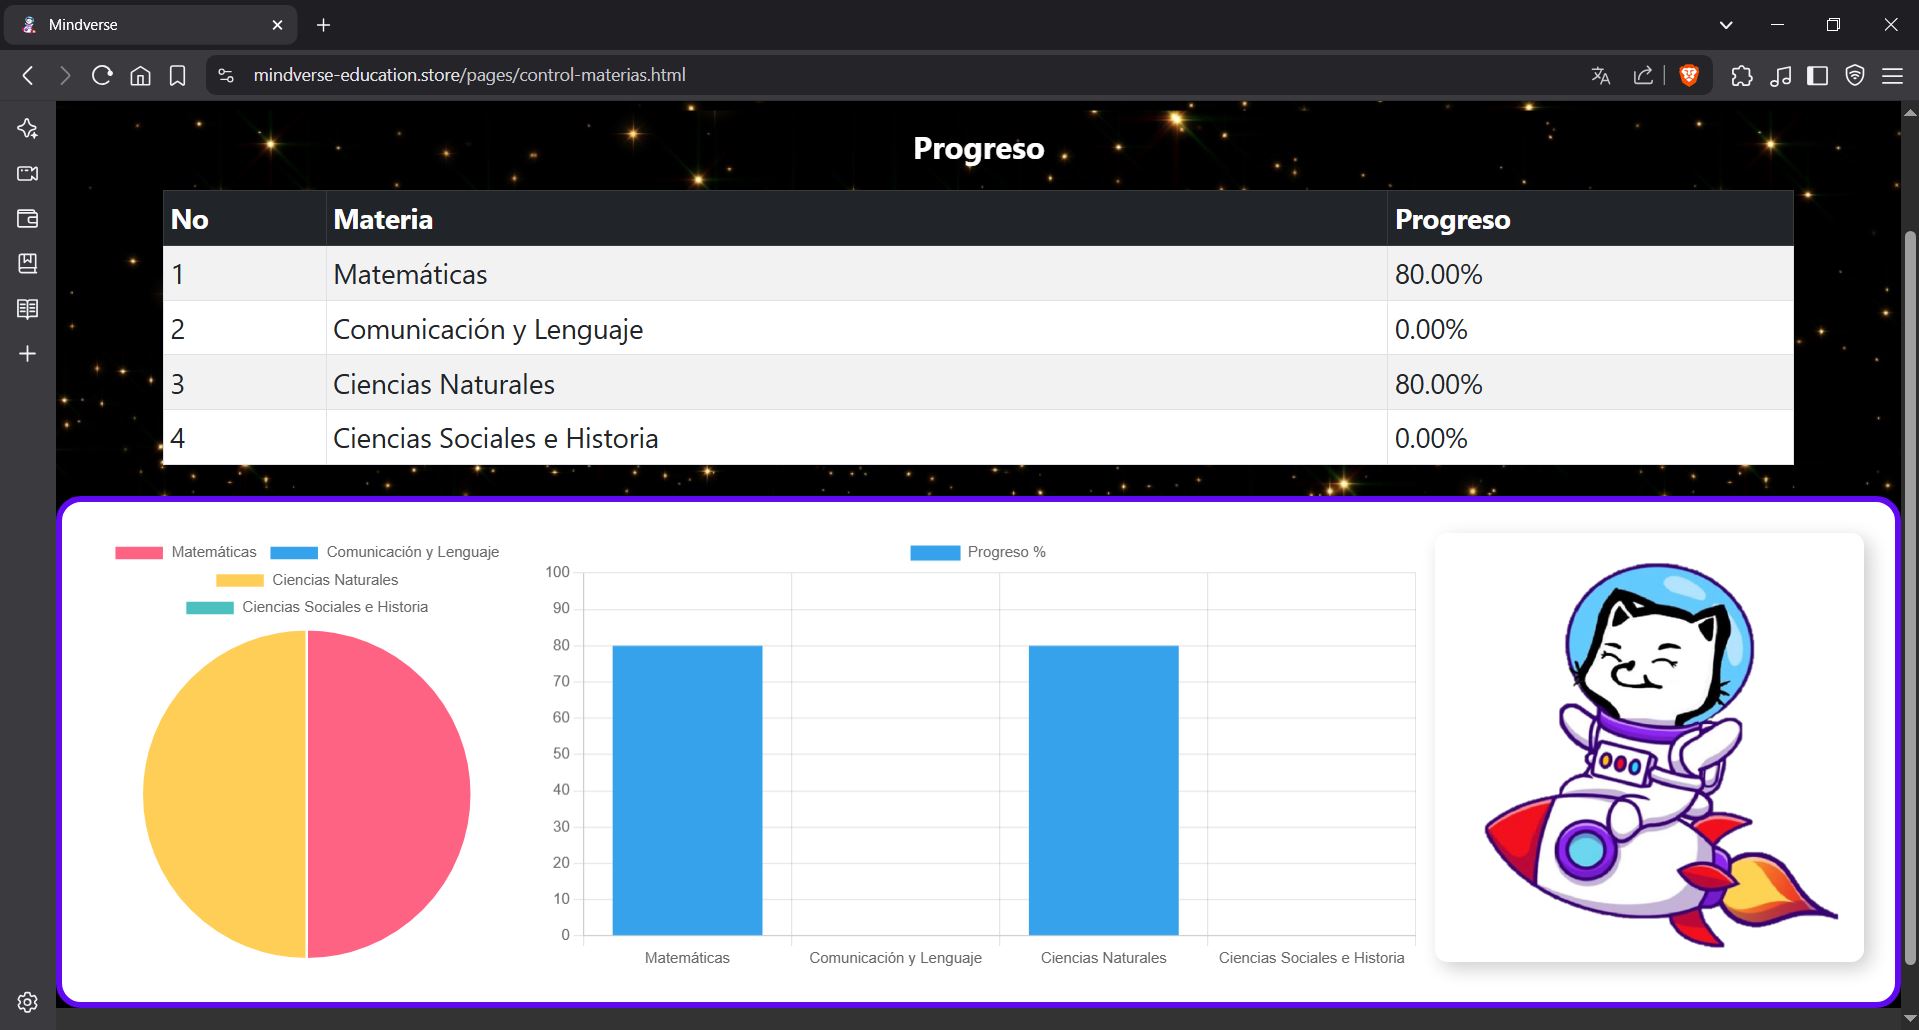 Mindverse
mindverse-education.store/pages/control-materias.html
Progreso
No Materia Progreso
1 Matemáticas 80.00%
2 Comunicación y Lenguaje 0.00%
3 Ciencias Naturales 80.00%
4 Ciencias Sociales e Historia 0.00%
Matemáticas Comunicación y Lenguaje
Ciencias Naturales
Ciencias Sociales e Historia
Progreso %
100
90
80
70
60
50
40
30
20
10
0
Matemáticas Comunicación y Lenguaje Ciencias Naturales Ciencias Sociales e Historia